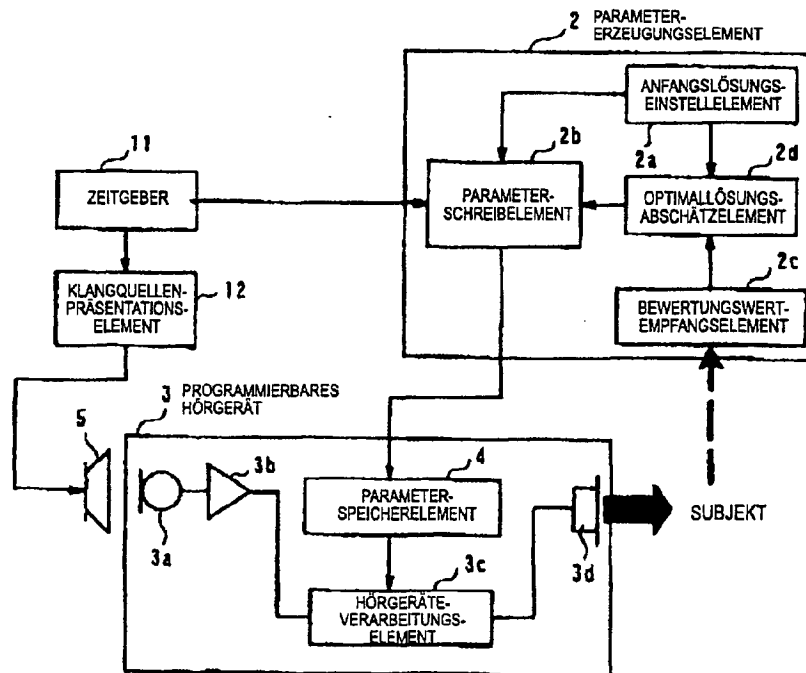 2 PARAMETER-
ERZEUGUNGSELEMENT
ANFANGSLÖSUNGS-
EINSTELLELEMENT
2a
2b
2d
11
ZEITGEBER
PARAMETER-
SCHREIBELEMENT
OPTIMALLÖSUNGS-
ABSCHÄTZELEMENT
2c
KLANGQUELLEN-
PRÄSENTATIONS-
ELEMENT
12
BEWERTUNGSWERT-
EMPFANGSELEMENT
3 PROGRAMMIERBARES
HÖRGERÄT
5
3b
4
PARAMETER-
SPEICHERELEMENT
SUBJEKT
3a
3d
3c
HÖRGERÄTE-
VERARBEITUNGS-
ELEMENT